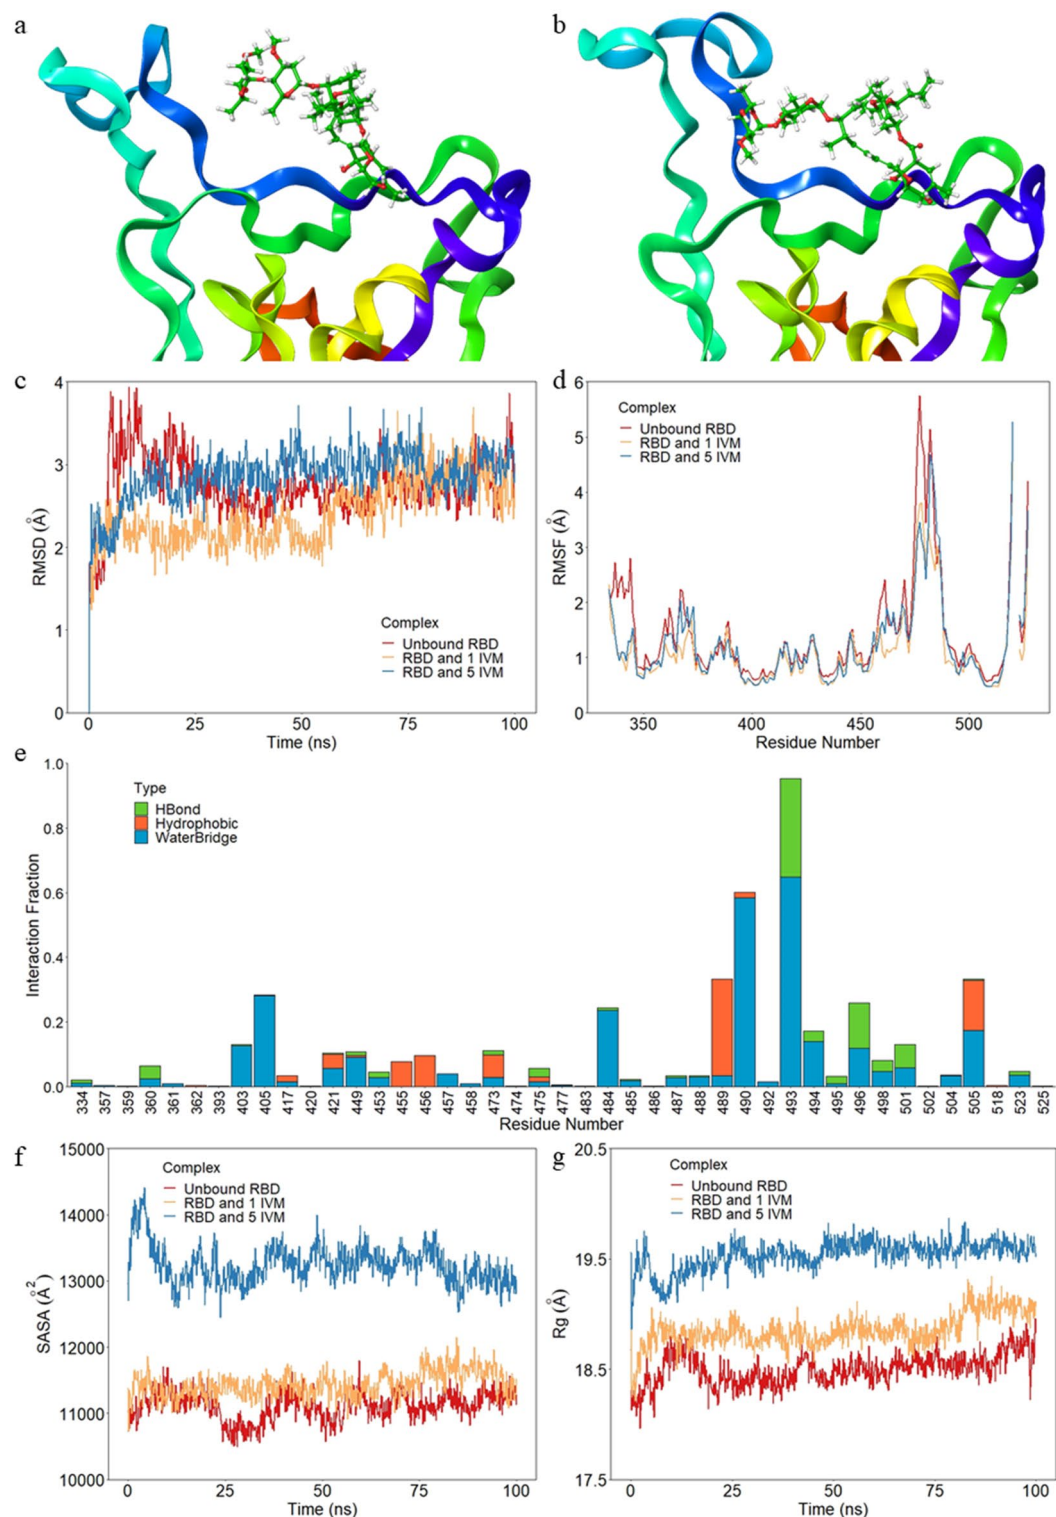 a
b
c
4
3
2
1
0
RMSD (Å)
0 25 50 75 100
Time (ns)
Complex
Unbound RBD
RBD and 1 IVM
RBD and 5 IVM
d
6
5
4
3
2
1
0
RMSF (Å)
350 400 450 500
Residue Number
Complex
Unbound RBD
RBD and 1 IVM
RBD and 5 IVM
e
1.0
0.8
0.6
0.4
0.2
0.0
Interaction Fraction
Type
HBond
Hydrophobic
WaterBridge
334 353 357 359 360 361 362 393 403 405 417 420 421 449 453 455 456 457 458 473 474 475 477 483 484 485 486 487 488 489 490 492 493 494 495 496 498 501 502 504 505 518 523 525
Residue Number
f
15000
14000
13000
12000
11000
10000
SASA (Å²)
0 25 50 75 100
Time (ns)
Complex
Unbound RBD
RBD and 1 IVM
RBD and 5 IVM
g
20.5
19.5
18.5
17.5
Rg (Å)
0 25 50 75 100
Time (ns)
Complex
Unbound RBD
RBD and 1 IVM
RBD and 5 IVM